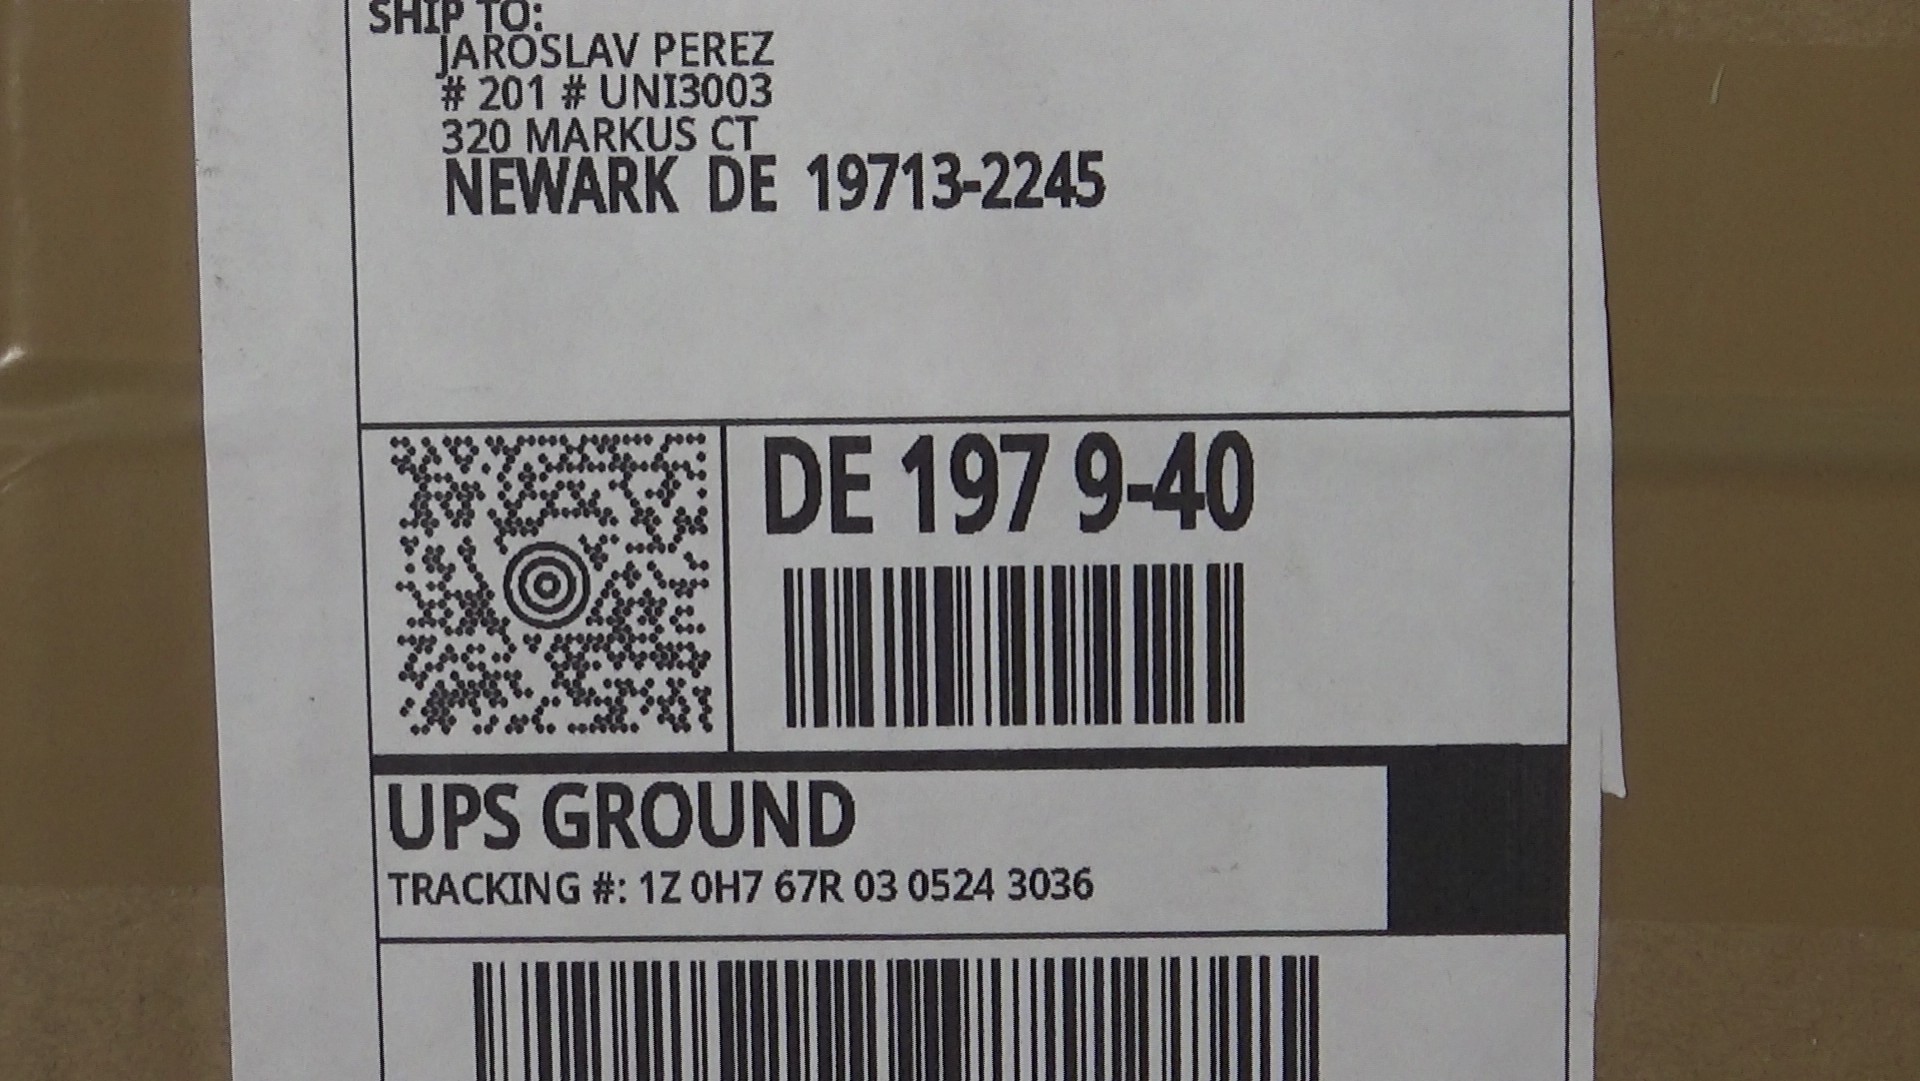 SHIP TO:
JAROSLAV PEREZ
# 201 # UNI3003
320 MARKUS CT
NEWARK DE 19713-2245
DE 197 9-40
UPS GROUND
TRACKING #: 1Z 0H7 67R 03 0524 3036